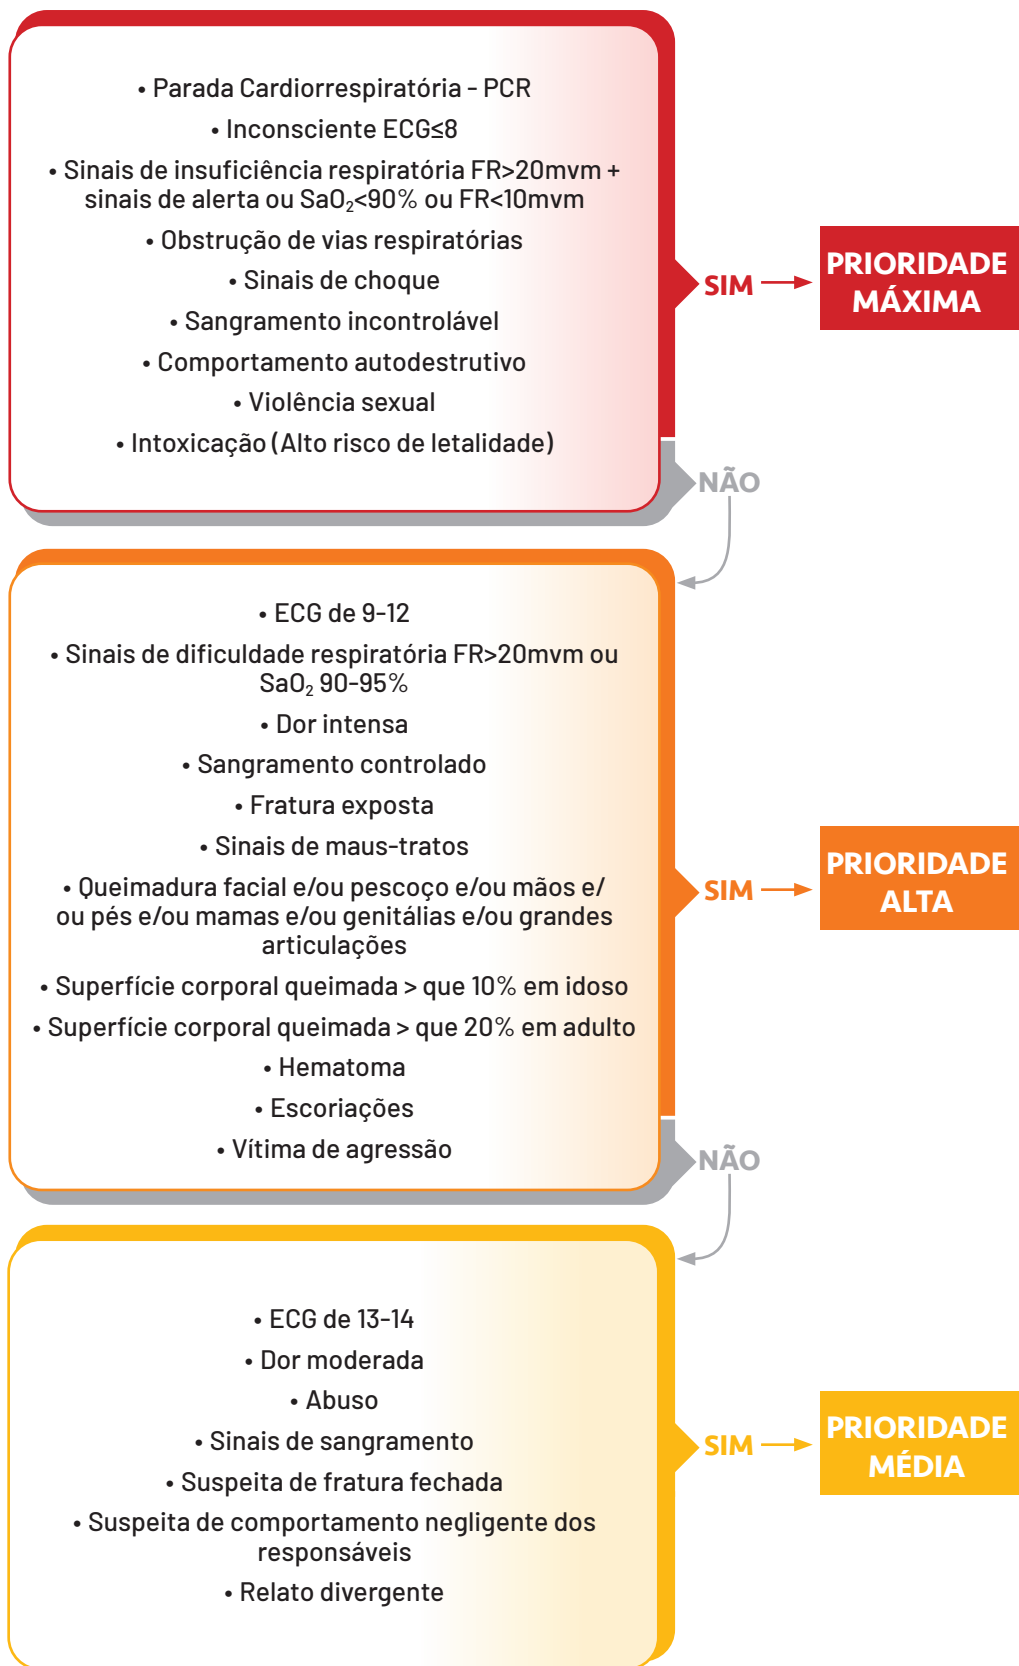 • Parada Cardiorrespiratória - PCR
• Inconsciente ECG≤8
• Sinais de insuficiência respiratória FR>20mvm +
sinais de alerta ou SaO₂<90% ou FR<10mvm
• Obstrução de vias respiratórias
• Sinais de choque
• Sangramento incontrolável
• Comportamento autodestrutivo
• Violência sexual
• Intoxicação (Alto risco de letalidade)
SIM
PRIORIDADE
MÁXIMA
NÃO
• ECG de 9-12
• Sinais de dificuldade respiratória FR>20mvm ou
SaO₂ 90-95%
• Dor intensa
• Sangramento controlado
• Fratura exposta
• Sinais de maus-tratos
• Queimadura facial e/ou pescoço e/ou mãos e/
ou pés e/ou mamas e/ou genitálias e/ou grandes
articulações
• Superfície corporal queimada > que 10% em idoso
• Superfície corporal queimada > que 20% em adulto
• Hematoma
• Escoriações
• Vítima de agressão
SIM
PRIORIDADE
ALTA
NÃO
• ECG de 13-14
• Dor moderada
• Abuso
• Sinais de sangramento
• Suspeita de fratura fechada
• Suspeita de comportamento negligente dos
responsáveis
• Relato divergente
SIM
PRIORIDADE
MÉDIA